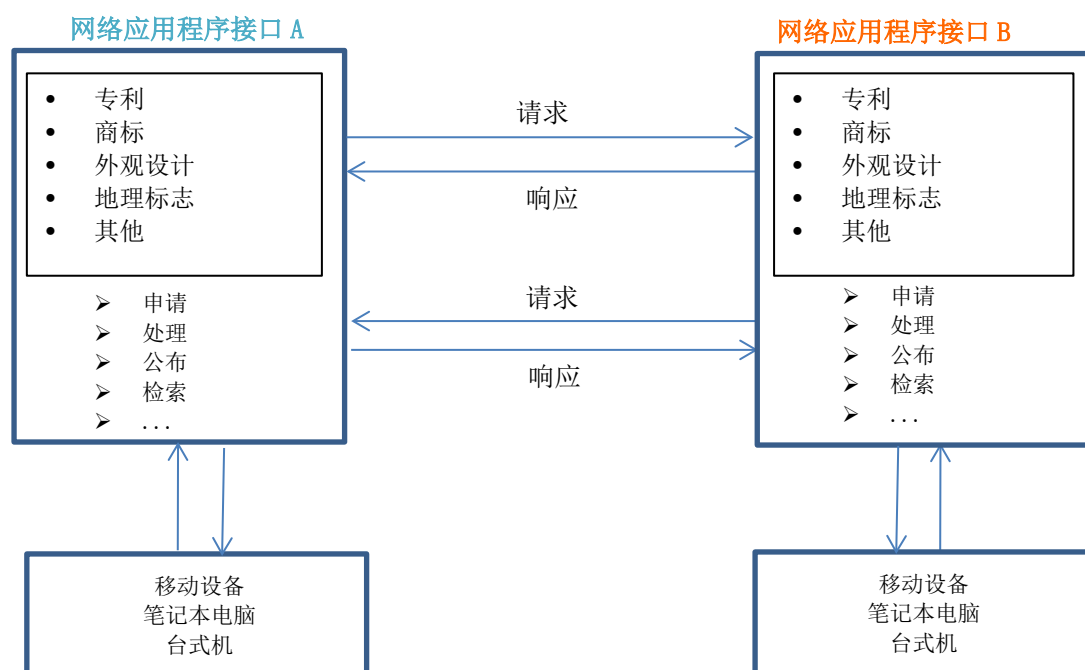 网络应用程序接口 A
• 专利
• 商标
• 外观设计
• 地理标志
• 其他
➢ 申请
➢ 处理
➢ 公布
➢ 检索
➢ ...
移动设备
笔记本电脑
台式机
请求
响应
请求
响应
网络应用程序接口 B
• 专利
• 商标
• 外观设计
• 地理标志
• 其他
➢ 申请
➢ 处理
➢ 公布
➢ 检索
➢ ...
移动设备
笔记本电脑
台式机